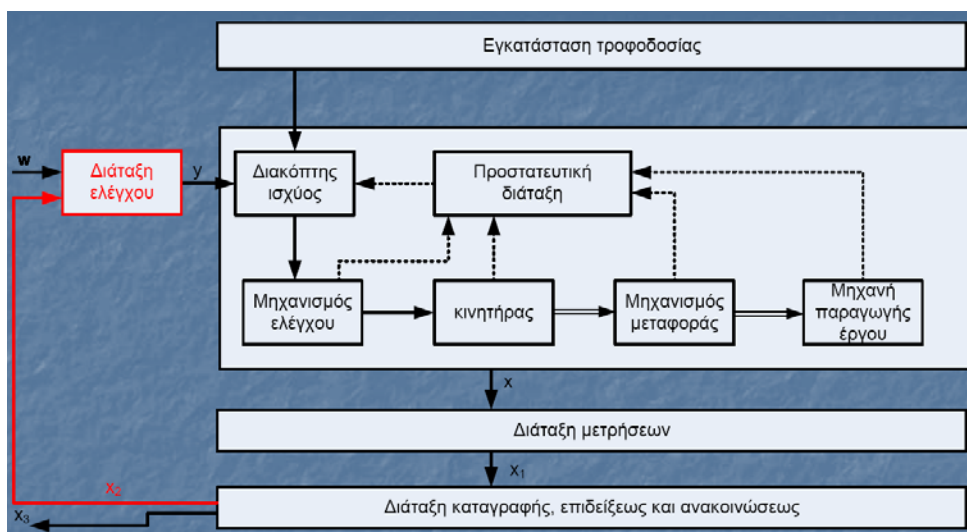 Εγκατάσταση τροφοδοσίας
w
Διάταξη
ελέγχου
y
Διακόπτης
ισχύος
Προστατευτική
διάταξη
Μηχανισμός
ελέγχου
κινητήρας
Μηχανισμός
μεταφοράς
Μηχανή
παραγωγής
έργου
x
Διάταξη μετρήσεων
x₁
x₂
Διάταξη καταγραφής, επιδείξεως και ανακοινώσεως
x₃